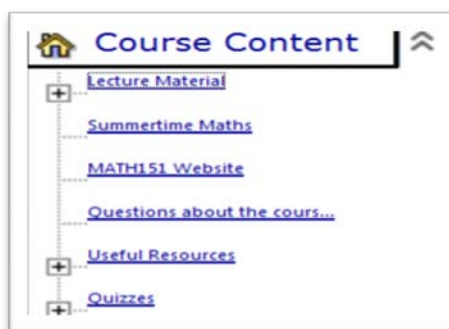 Course Content
Lecture Material
Summertime Maths
MATH151 Website
Questions about the cours...
Useful Resources
Quizzes